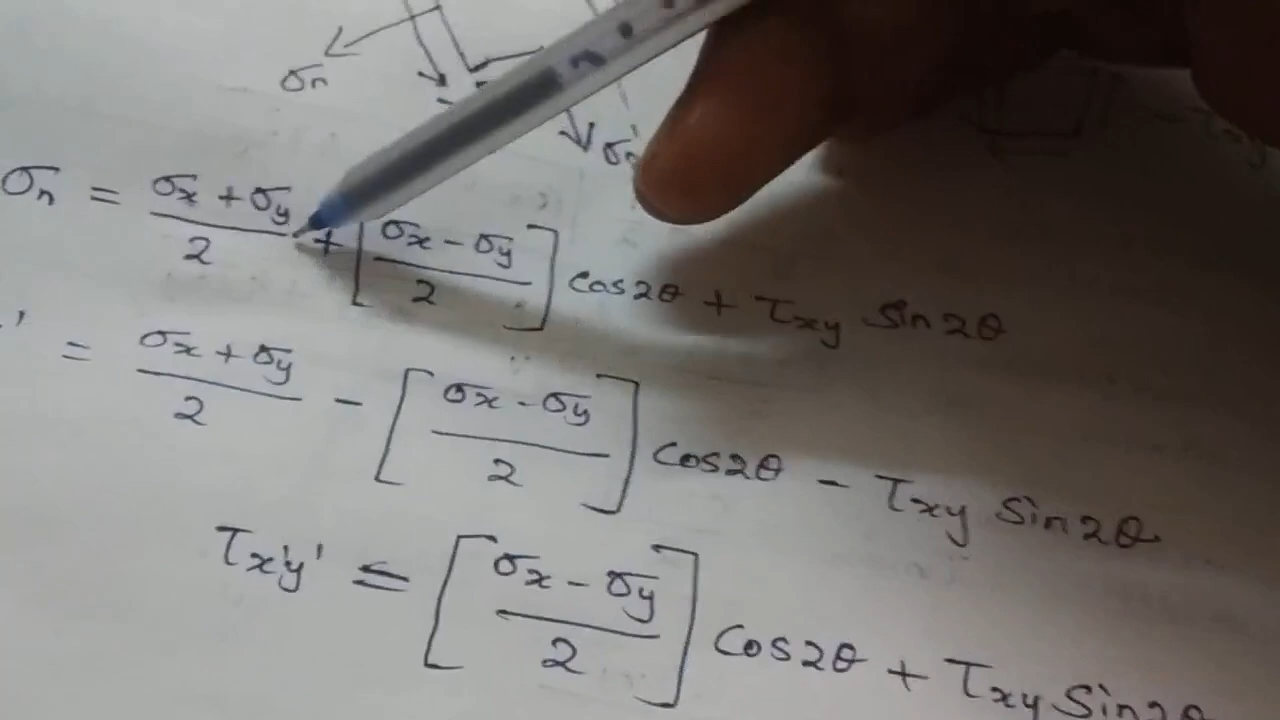 σn
σn
σn = σx + σy / 2 + [σx - σy / 2] cos2θ + τxy Sin2θ
' = σx + σy / 2 - [σx - σy / 2] Cos2θ - τxy Sin2θ
τx'y' = [σx - σy / 2] Cos2θ + τxy Sin2θ